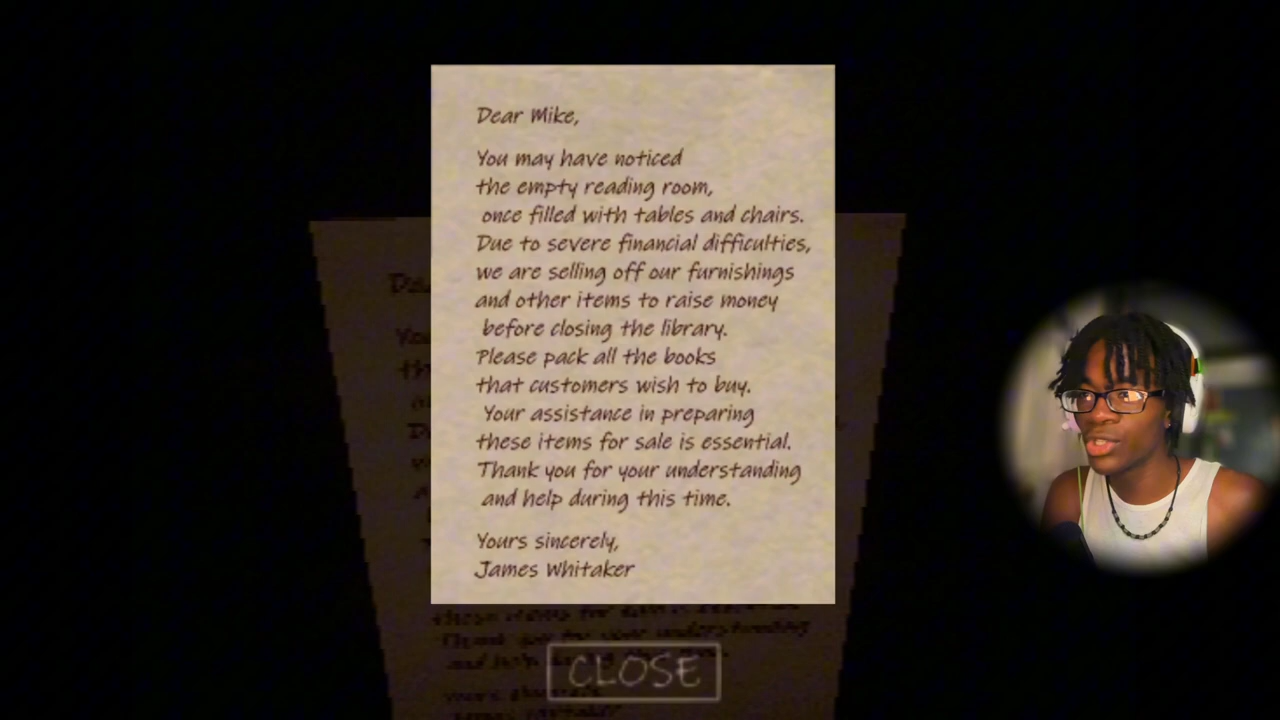 Dear Mike,
You may have noticed
the empty reading room,
once filled with tables and chairs.
Due to severe financial difficulties,
we are selling off our furnishings
and other items to raise money
before closing the library.
Please pack all the books
that customers wish to buy.
Your assistance in preparing
these items for sale is essential.
Thank you for your understanding
and help during this time.
Yours sincerely,
James Whitaker
CLOSE